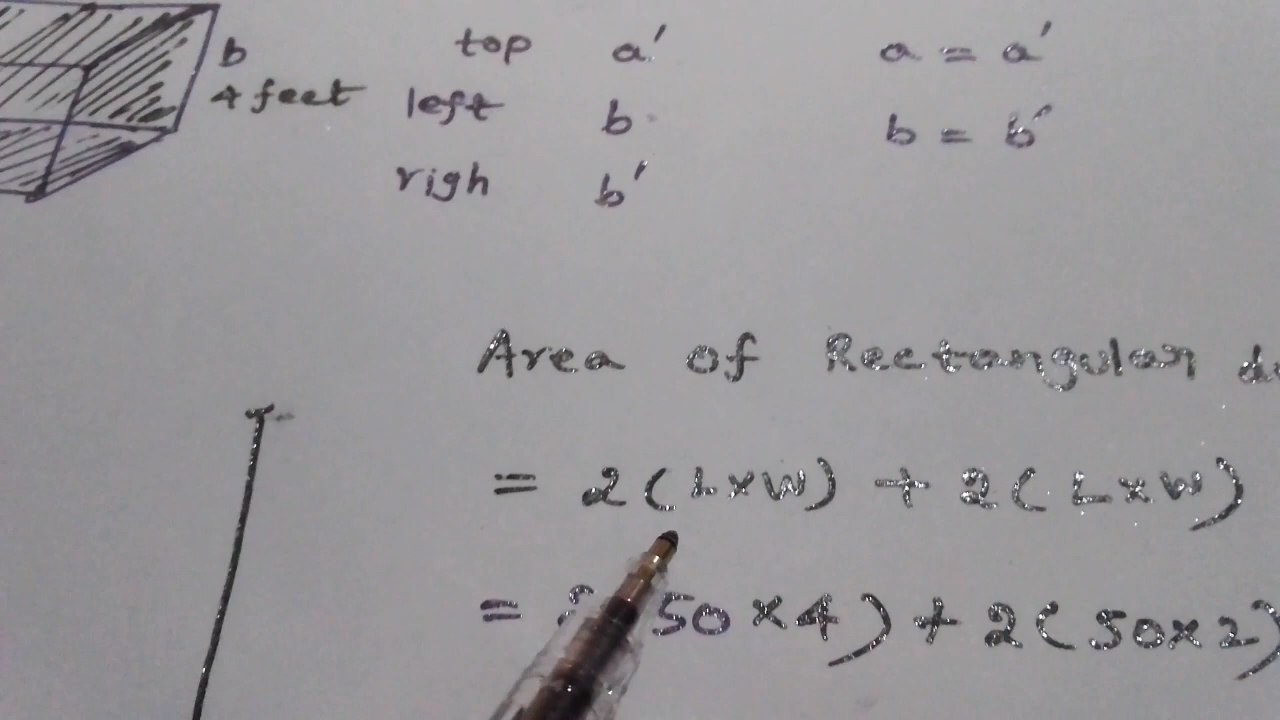 b
4 feet
top a' a = a'
left b b = b'
righ b'
Area of Rectangular
= 2(L×W) + 2(L×W)
= 50×4) + 2(50×2)